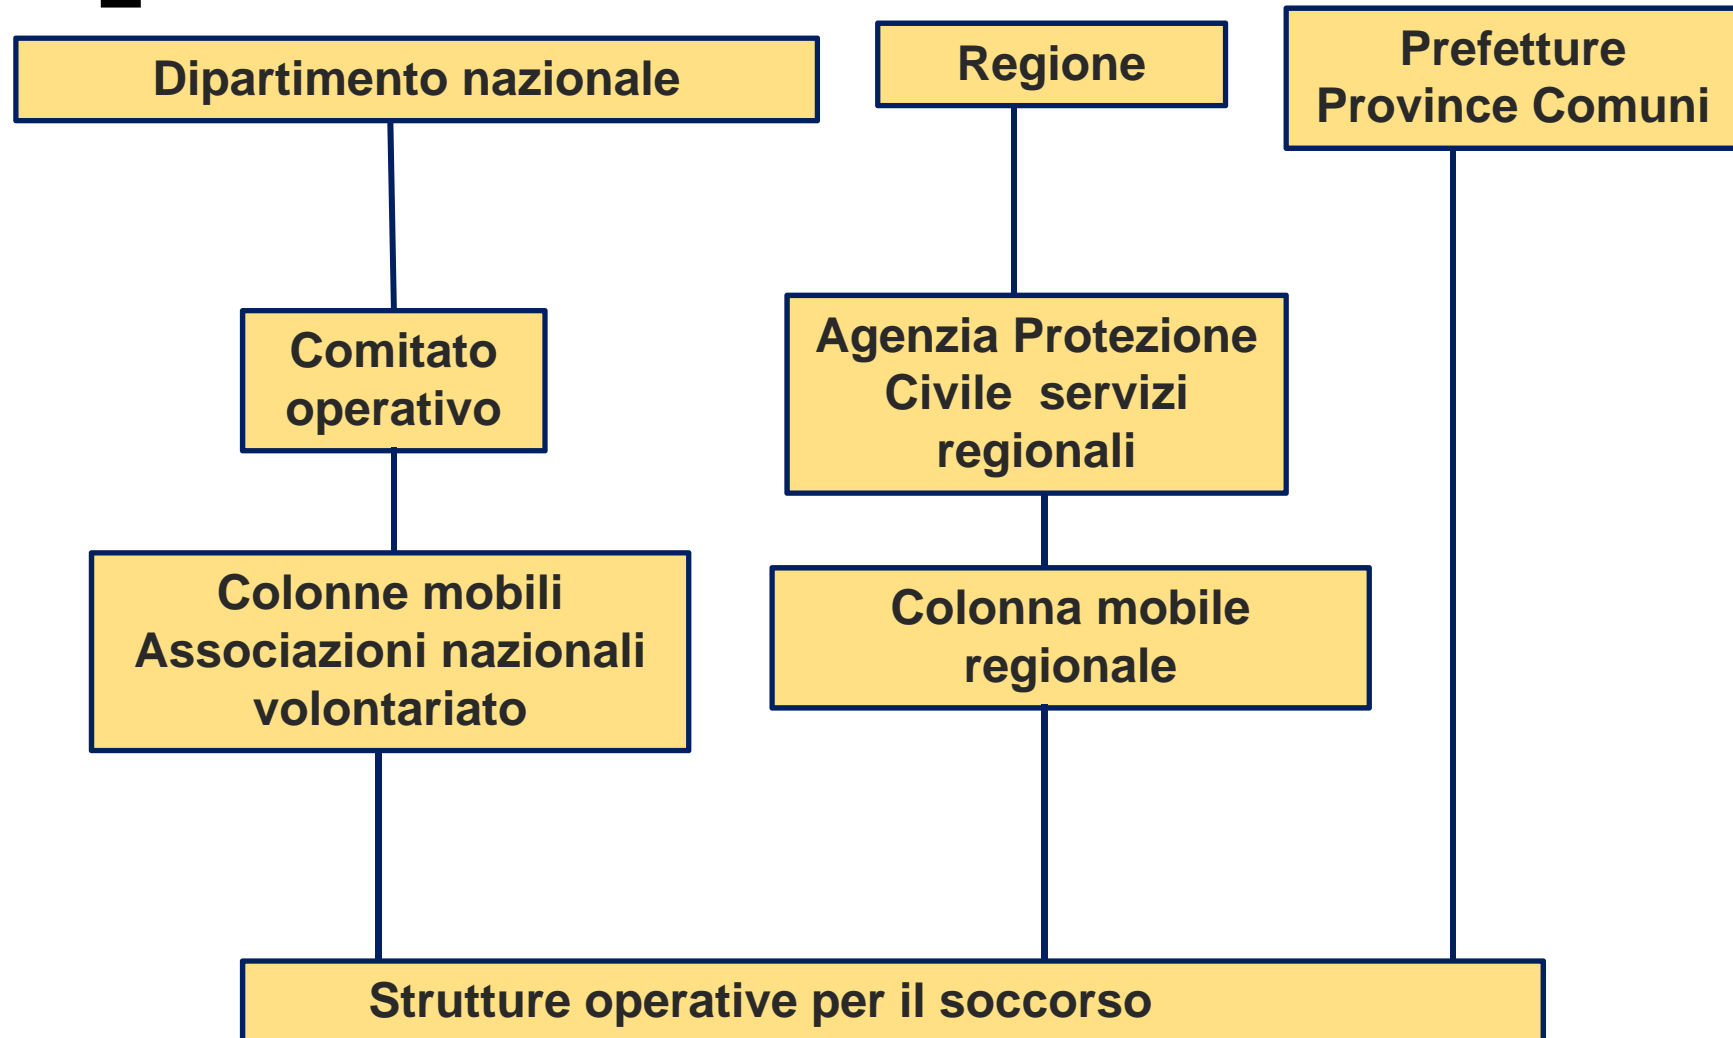 Dipartimento nazionale
Regione
Prefetture
Province Comuni
Comitato
operativo
Agenzia Protezione
Civile  servizi
regionali
Colonne mobili
Associazioni nazionali
volontariato
Colonna mobile
regionale
Strutture operative per il soccorso